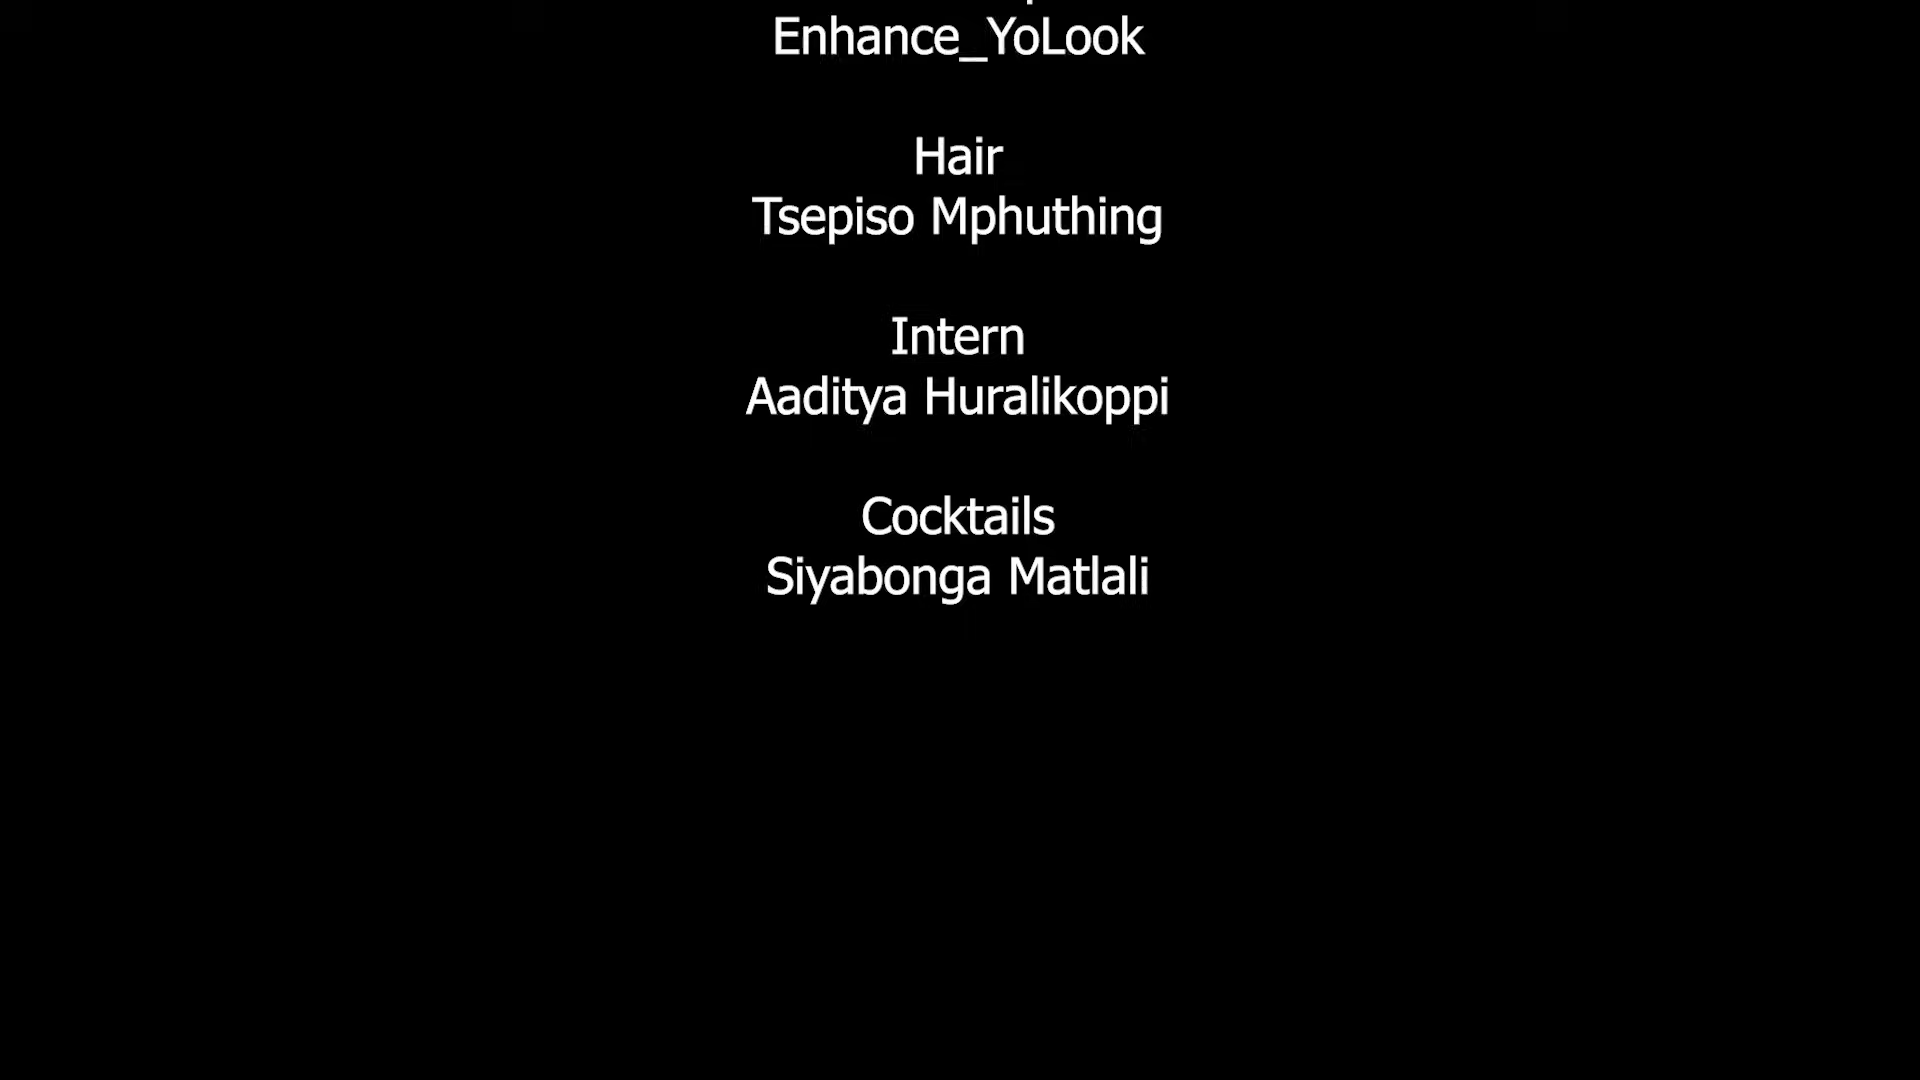 Enhance_YoLook
Hair
Tsepiso Mphuthing
Intern
Aaditya Huralikoppi
Cocktails
Siyabonga Matlali